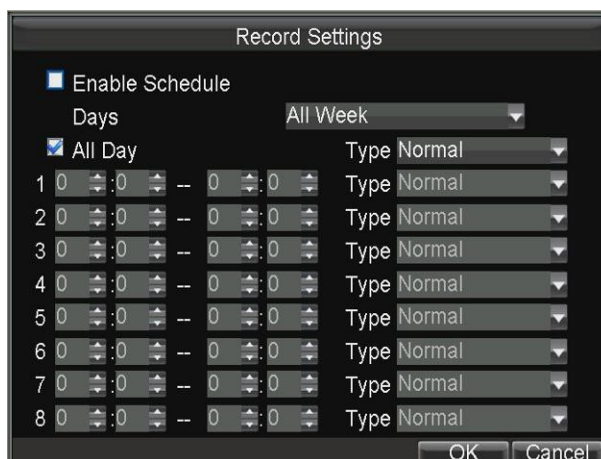 Record Settings
Enable Schedule
Days All Week
All Day Type Normal
1 0 :0 -- 0 :0 Type Normal
2 0 :0 -- 0 :0 Type Normal
3 0 :0 -- 0 :0 Type Normal
4 0 :0 -- 0 :0 Type Normal
5 0 :0 -- 0 :0 Type Normal
6 0 :0 -- 0 :0 Type Normal
7 0 :0 -- 0 :0 Type Normal
8 0 :0 -- 0 :0 Type Normal
OK Cancel